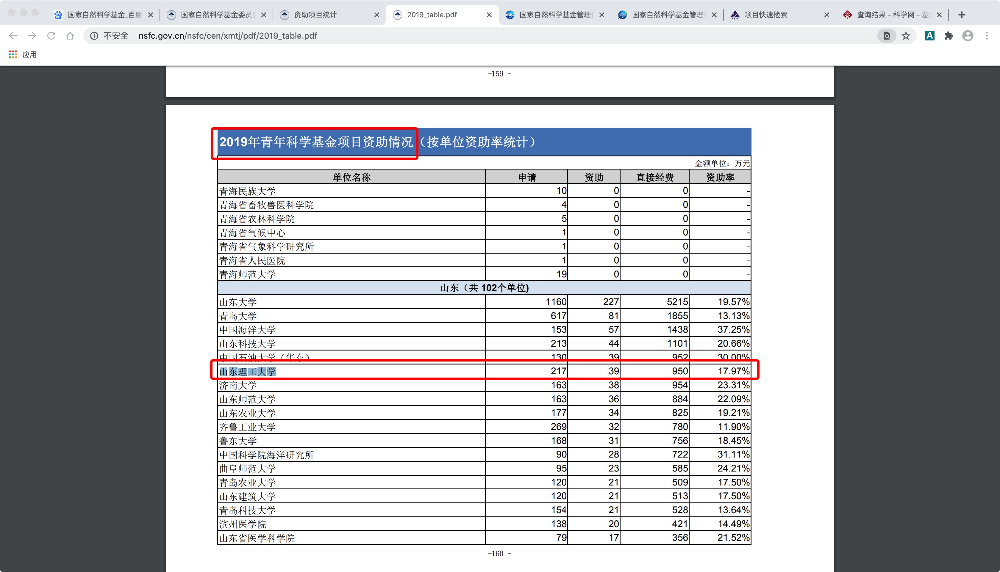 国家自然科学基金_百度
国家自然科学基金委员会
资助项目统计
2019_table.pdf
国家自然科学基金管理
国家自然科学基金管理
项目快速检索
查询结果 - 科学网 - 基
不安全 nsfc.gov.cn/nsfc/cen/xmtj/pdf/2019_table.pdf
应用
-159 -
2019年青年科学基金项目资助情况（按单位资助率统计）
金额单位：万元
单位名称 申请 资助 直接经费 资助率
青海民族大学 10 0 0 -
青海省畜牧兽医科学院 4 0 0 -
青海省农林科学院 5 0 0 -
青海省气候中心 1 0 0 -
青海省气象科学研究所 1 0 0 -
青海省人民医院 1 0 0 -
青海师范大学 19 0 0 -
山东（共 102个单位)
山东大学 1160 227 5215 19.57%
青岛大学 617 81 1855 13.13%
中国海洋大学 153 57 1438 37.25%
山东科技大学 213 44 1101 20.66%
中国石油大学（华东） 130 39 952 30.00%
山东理工大学 217 39 950 17.97%
济南大学 163 38 954 23.31%
山东师范大学 163 36 884 22.09%
山东农业大学 177 34 825 19.21%
齐鲁工业大学 269 32 780 11.90%
鲁东大学 168 31 756 18.45%
中国科学院海洋研究所 90 28 722 31.11%
曲阜师范大学 95 23 585 24.21%
青岛农业大学 120 21 509 17.50%
山东建筑大学 120 21 513 17.50%
青岛科技大学 154 21 528 13.64%
滨州医学院 138 20 421 14.49%
山东省医学科学院 79 17 356 21.52%
-160 -